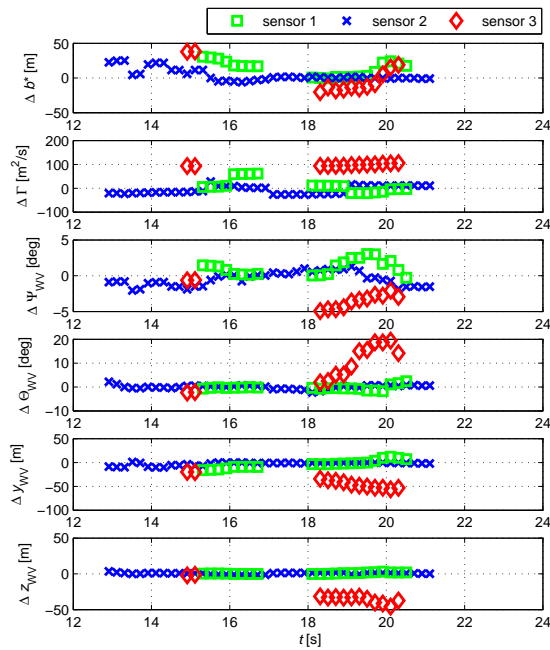 sensor 1 sensor 2 sensor 3
Δ b* [m]
50
0
−50
12 14 16 18 20 22 24
Δ Γ [m²/s]
200
100
0
−100
12 14 16 18 20 22 24
Δ Ψ_WV [deg]
5
0
−5
12 14 16 18 20 22 24
Δ Θ_WV [deg]
20
10
0
−10
12 14 16 18 20 22 24
Δ y_WV [m]
50
0
−50
−100
12 14 16 18 20 22 24
Δ z_WV [m]
50
0
−50
12 14 16 18 20 22 24
t [s]